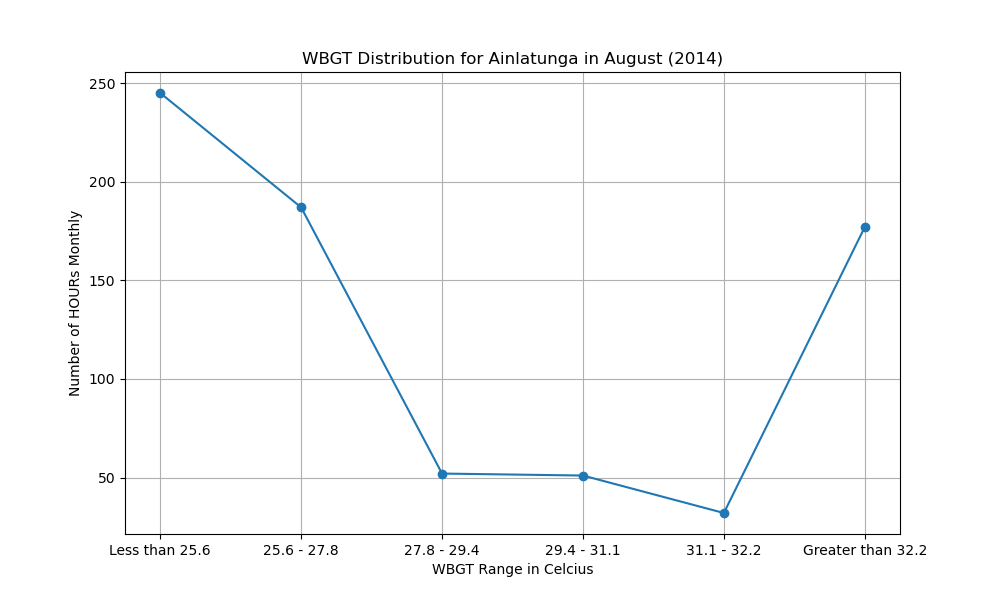 WBGT Distribution for Ainlatunga in August (2014)
Number of HOURs Monthly
250
200
150
100
50
Less than 25.6
25.6 - 27.8
27.8 - 29.4
29.4 - 31.1
31.1 - 32.2
Greater than 32.2
WBGT Range in Celcius